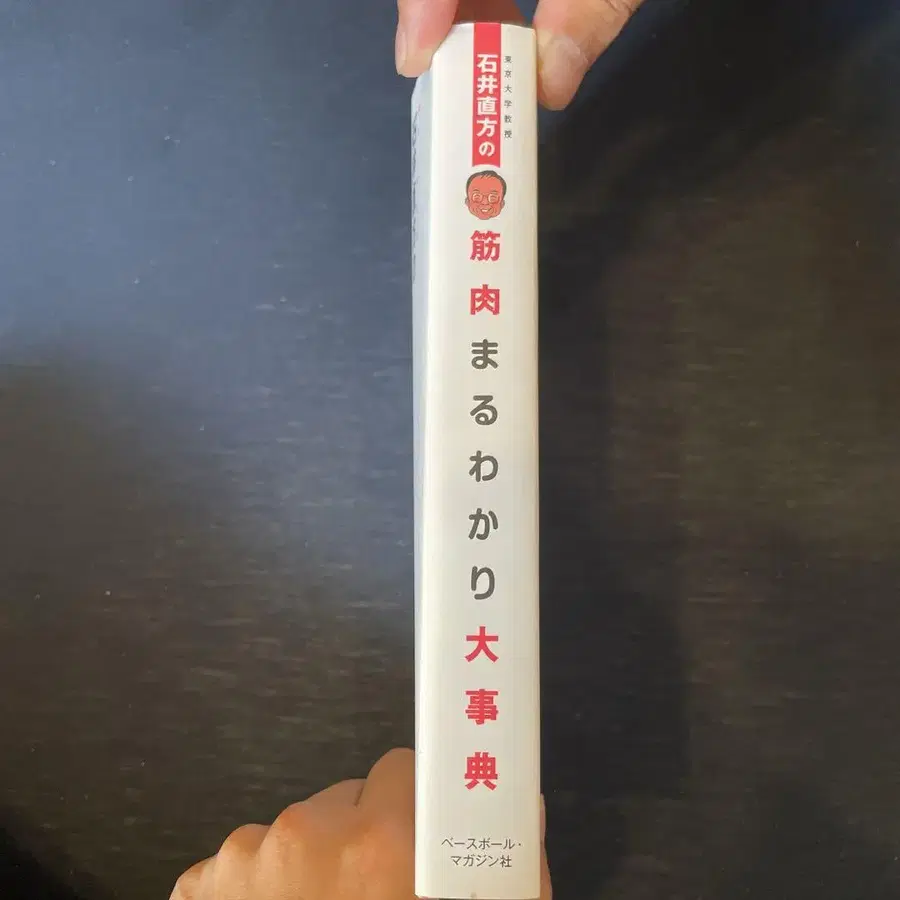 東京大学教授
石井直方の
筋肉まるわかり大事典
ベースボール・
マガジン社